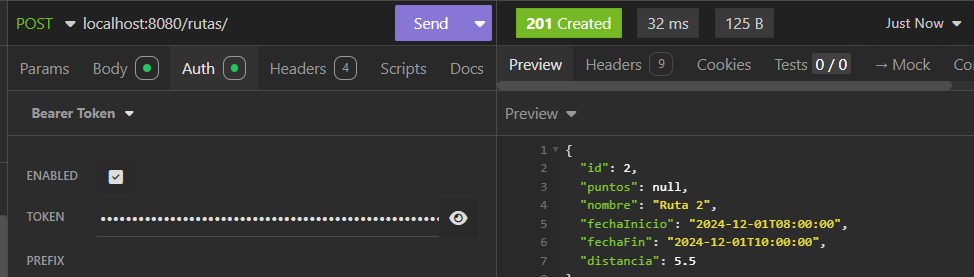 POST localhost:8080/rutas/ Send
Params Body Auth Headers 4 Scripts Docs
Bearer Token
ENABLED
TOKEN ••••••••••••••••••••••••••••••••••••••••••••••••••••••
PREFIX
201 Created 32 ms 125 B Just Now
Preview Headers 9 Cookies Tests 0 / 0 → Mock Co
Preview
1 {
2 "id": 2,
3 "puntos": null,
4 "nombre": "Ruta 2",
5 "fechaInicio": "2024-12-01T08:00:00",
6 "fechaFin": "2024-12-01T10:00:00",
7 "distancia": 5.5